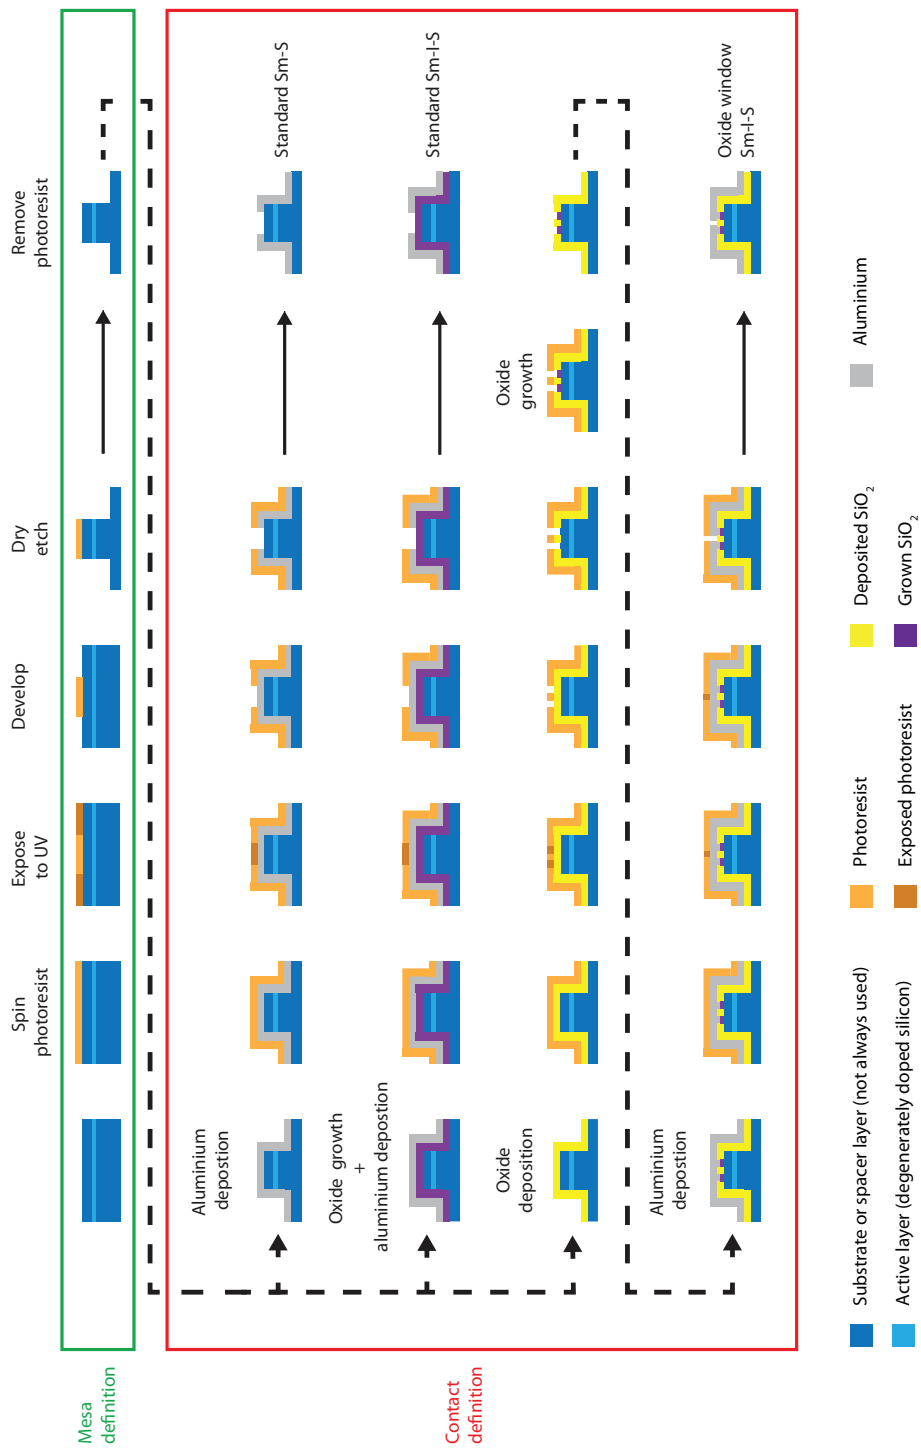 Mesa
definition
Spin
photoresist
Expose
to UV
Develop
Dry
etch
Remove
photoresist
Contact
definition
Aluminium
depostion
Standard Sm-S
Oxide growth
+
aluminium depostion
Standard Sm-I-S
Oxide
deposition
Oxide
growth
Aluminium
depostion
Oxide window
Sm-I-S
Substrate or spacer layer (not always used)
Photoresist
Deposited SiO2
Aluminium
Active layer (degenerately doped silicon)
Exposed photoresist
Grown SiO2